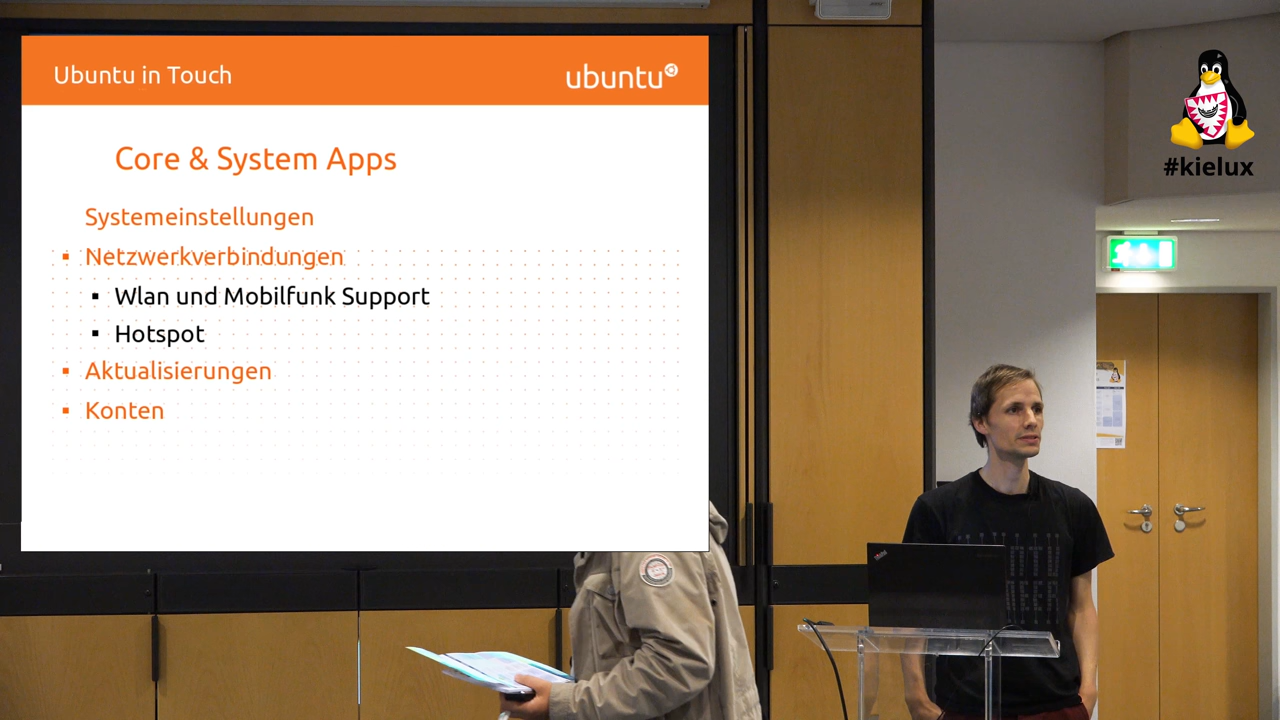 Ubuntu in Touch
ubuntu
Core & System Apps
Systemeinstellungen
Netzwerkverbindungen
Wlan und Mobilfunk Support
Hotspot
Aktualisierungen
Konten
#kielux